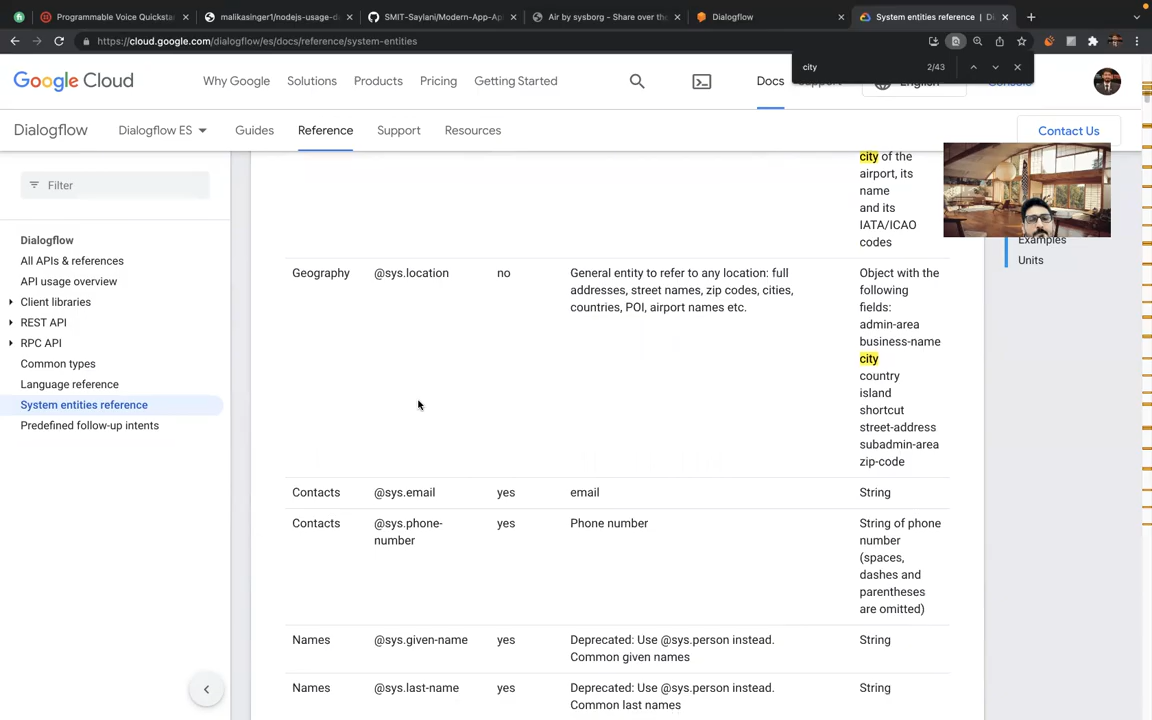 Programmable Voice Quickstar
malikasinger1/nodejs-usage-d
SMIT-Saylani/Modern-App-Ap
Air by sysborg - Share over the
Dialogflow
System entities reference | Di
https://cloud.google.com/dialogflow/es/docs/reference/system-entities
city
2/43
Google Cloud
Why Google
Solutions
Products
Pricing
Getting Started
Docs
Support
English
Console
Dialogflow
Dialogflow ES
Guides
Reference
Support
Resources
Contact Us
Filter
Dialogflow
All APIs & references
API usage overview
Client libraries
REST API
RPC API
Common types
Language reference
System entities reference
Predefined follow-up intents
city of the
airport, its
name
and its
IATA/ICAO
codes
Geography
@sys.location
no
General entity to refer to any location: full
addresses, street names, zip codes, cities,
countries, POI, airport names etc.
Object with the
following
fields:
admin-area
business-name
city
country
island
shortcut
street-address
subadmin-area
zip-code
Contacts
@sys.email
yes
email
String
Contacts
@sys.phone-
number
yes
Phone number
String of phone
number
(spaces,
dashes and
parentheses
are omitted)
Names
@sys.given-name
yes
Deprecated: Use @sys.person instead.
Common given names
String
Names
@sys.last-name
yes
Deprecated: Use @sys.person instead.
Common last names
String
Examples
Units